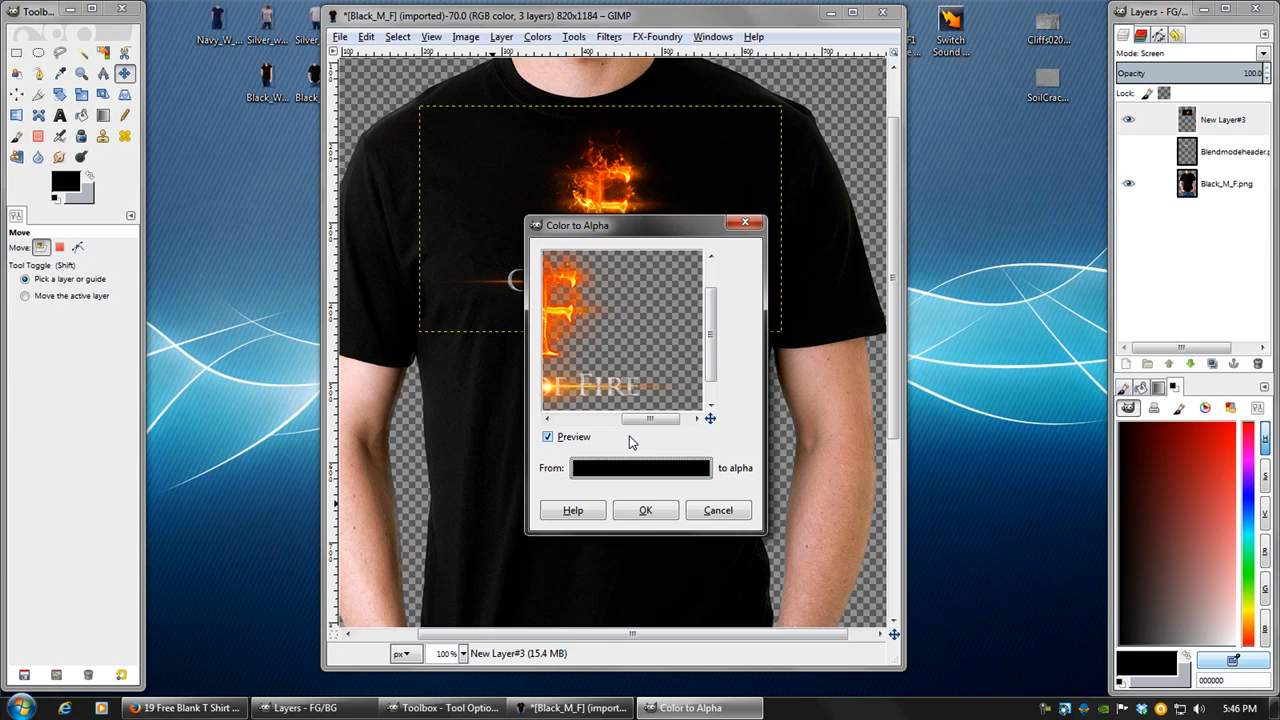 Toolb...
Navy_W_...
Silver_w...
Silver_...
Black_W...
Black_...
*[Black_M_F] (imported)-70.0 (RGB color, 3 layers) 820x1184 – GIMP
File Edit Select View Image Layer Colors Tools Filters FX-Foundry Windows Help
Move
Move:
Tool Toggle (Shift)
Pick a layer or guide
Move the active layer
Color to Alpha
of Fire
Preview
From:
to alpha
Help
OK
Cancel
px
100 %
New Layer#3 (15.4 MB)
Switch
Sound ...
Cliffs020...
SoilCrac...
Layers - FG/...
Mode: Screen
Opacity
100.0
Lock:
New Layer#3
Blendmodeheader.p
Black_M_F.png
H
S
V
R
G
B
000000
19 Free Blank T Shirt ...
Layers - FG/BG
Toolbox - Tool Optio...
*[Black_M_F] (import...
Color to Alpha
5:46 PM